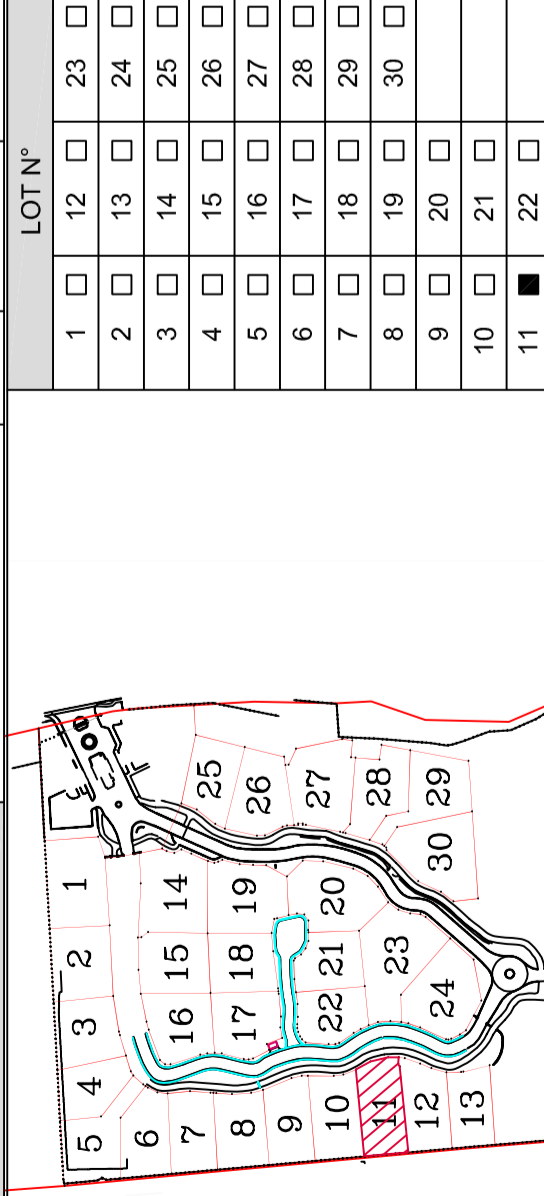 LOT N°
1 □ 12 □ 23 □
2 □ 13 □ 24 □
3 □ 14 □ 25 □
4 □ 15 □ 26 □
5 □ 16 □ 27 □
6 □ 17 □ 28 □
7 □ 18 □ 29 □
8 □ 19 □ 30 □
9 □ 20 □
10 □ 21 □
11 ■ 22 □
1
2
3
4
5
6
7
8
9
10
11
12
13
14
15
16
17
18
19
20
21
22
23
24
25
26
27
28
29
30